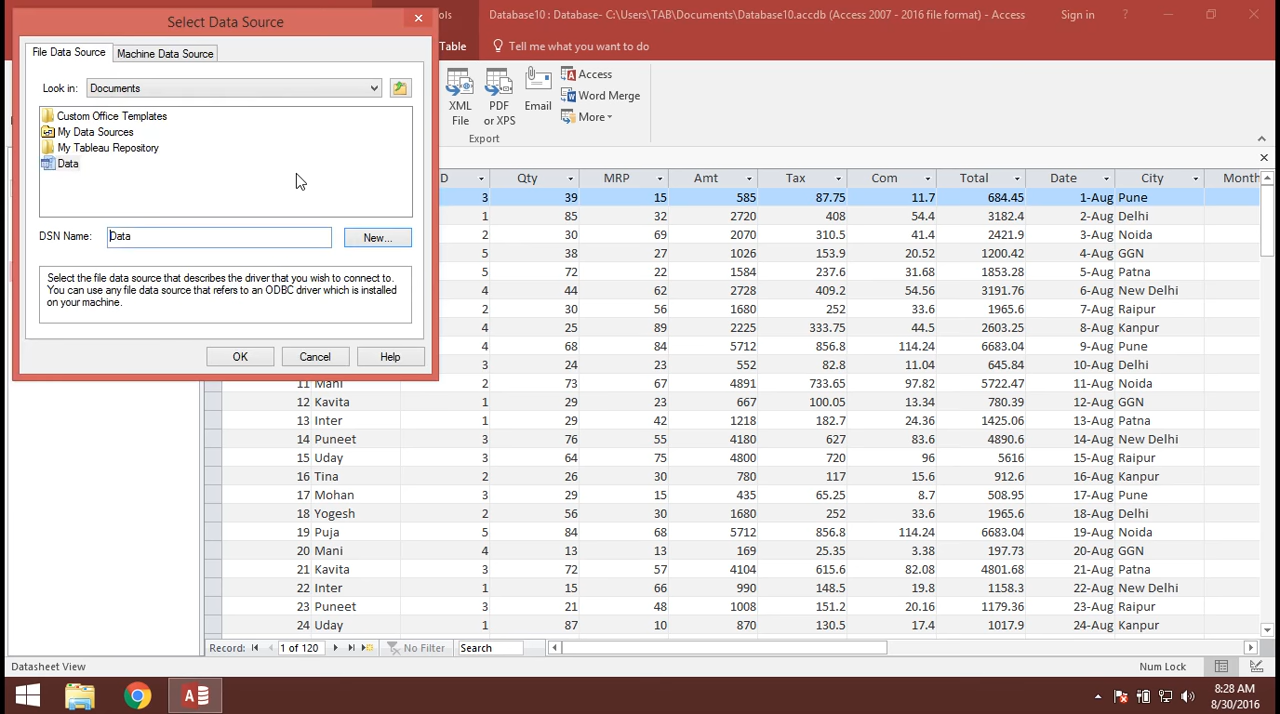 Select Data Source
ols
Database10 : Database- C:\Users\TAB\Documents\Database10.accdb (Access 2007 - 2016 file format) - Access
Sign in
?
File Data Source
Machine Data Source
Table
Tell me what you want to do
Look in:
Documents
Custom Office Templates
My Data Sources
My Tableau Repository
Data
DSN Name:
Data
New...
Select the file data source that describes the driver that you wish to connect to.
You can use any file data source that refers to an ODBC driver which is installed
on your machine.
OK
Cancel
Help
XML File
PDF or XPS
Email
Access
Word Merge
More
Export
D Qty MRP Amt Tax Com Total Date City Month
3 39 15 585 87.75 11.7 684.45 1-Aug Pune
1 85 32 2720 408 54.4 3182.4 2-Aug Delhi
2 30 69 2070 310.5 41.4 2421.9 3-Aug Noida
5 38 27 1026 153.9 20.52 1200.42 4-Aug GGN
5 72 22 1584 237.6 31.68 1853.28 5-Aug Patna
4 44 62 2728 409.2 54.56 3191.76 6-Aug New Delhi
2 30 56 1680 252 33.6 1965.6 7-Aug Raipur
4 25 89 2225 333.75 44.5 2603.25 8-Aug Kanpur
4 68 84 5712 856.8 114.24 6683.04 9-Aug Pune
3 24 23 552 82.8 11.04 645.84 10-Aug Delhi
11 Mani 2 73 67 4891 733.65 97.82 5722.47 11-Aug Noida
12 Kavita 1 29 23 667 100.05 13.34 780.39 12-Aug GGN
13 Inter 1 29 42 1218 182.7 24.36 1425.06 13-Aug Patna
14 Puneet 3 76 55 4180 627 83.6 4890.6 14-Aug New Delhi
15 Uday 3 64 75 4800 720 96 5616 15-Aug Raipur
16 Tina 2 26 30 780 117 15.6 912.6 16-Aug Kanpur
17 Mohan 3 29 15 435 65.25 8.7 508.95 17-Aug Pune
18 Yogesh 2 56 30 1680 252 33.6 1965.6 18-Aug Delhi
19 Puja 5 84 68 5712 856.8 114.24 6683.04 19-Aug Noida
20 Mani 4 13 13 169 25.35 3.38 197.73 20-Aug GGN
21 Kavita 3 72 57 4104 615.6 82.08 4801.68 21-Aug Patna
22 Inter 1 15 66 990 148.5 19.8 1158.3 22-Aug New Delhi
23 Puneet 3 21 48 1008 151.2 20.16 1179.36 23-Aug Raipur
24 Uday 1 87 10 870 130.5 17.4 1017.9 24-Aug Kanpur
Record: 1 of 120 No Filter Search
Datasheet View
Num Lock
8:28 AM
8/30/2016